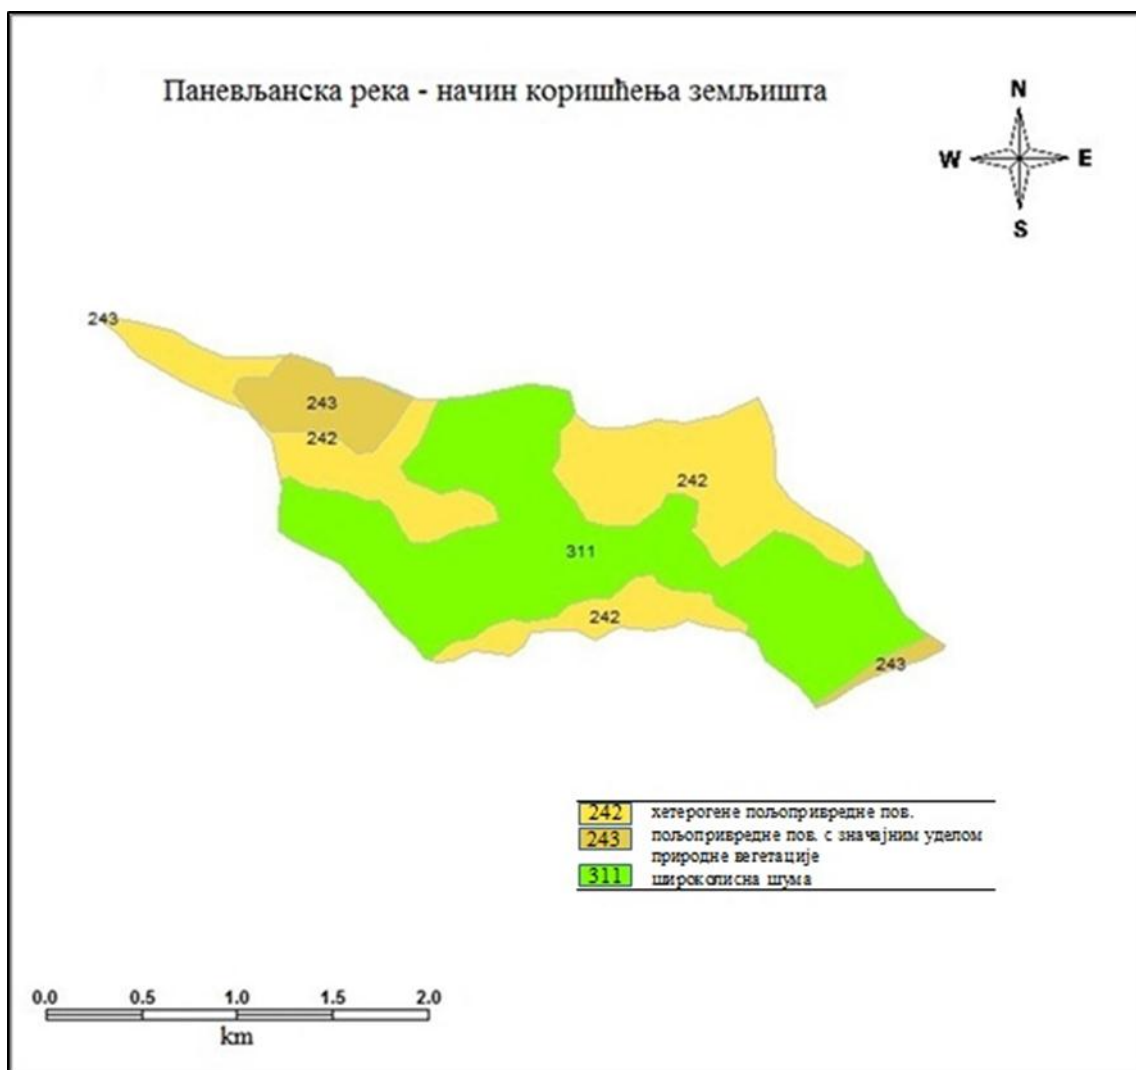 Паневљанска река - начин коришћења земљишта
N
W E
S
243
243
242
242
311
242
243
242 хетерогене пољопривредне пов.
243 пољопривредне пов. с значајним уделом
природне вегетације
311 широколисна шума
0.0 0.5 1.0 1.5 2.0
km